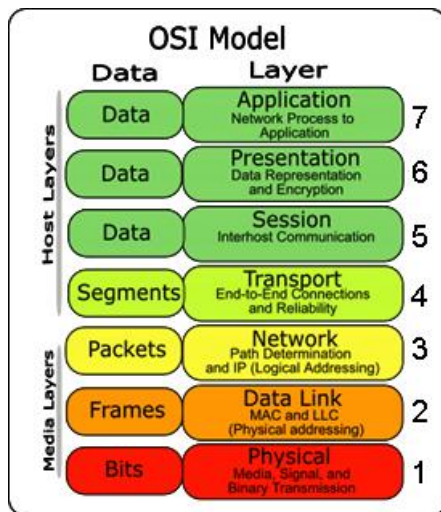 OSI Model
Data Layer
Data
Application
Network Process to
Application
7
Data
Presentation
Data Representation
and Encryption
6
Data
Session
Interhost Communication
5
Segments
Transport
End-to-End Connections
and Reliability
4
Packets
Network
Path Determination
and IP (Logical Addressing)
3
Frames
Data Link
MAC and LLC
(Physical addressing)
2
Bits
Physical
Media, Signal, and
Binary Transmission
1
Host Layers
Media Layers